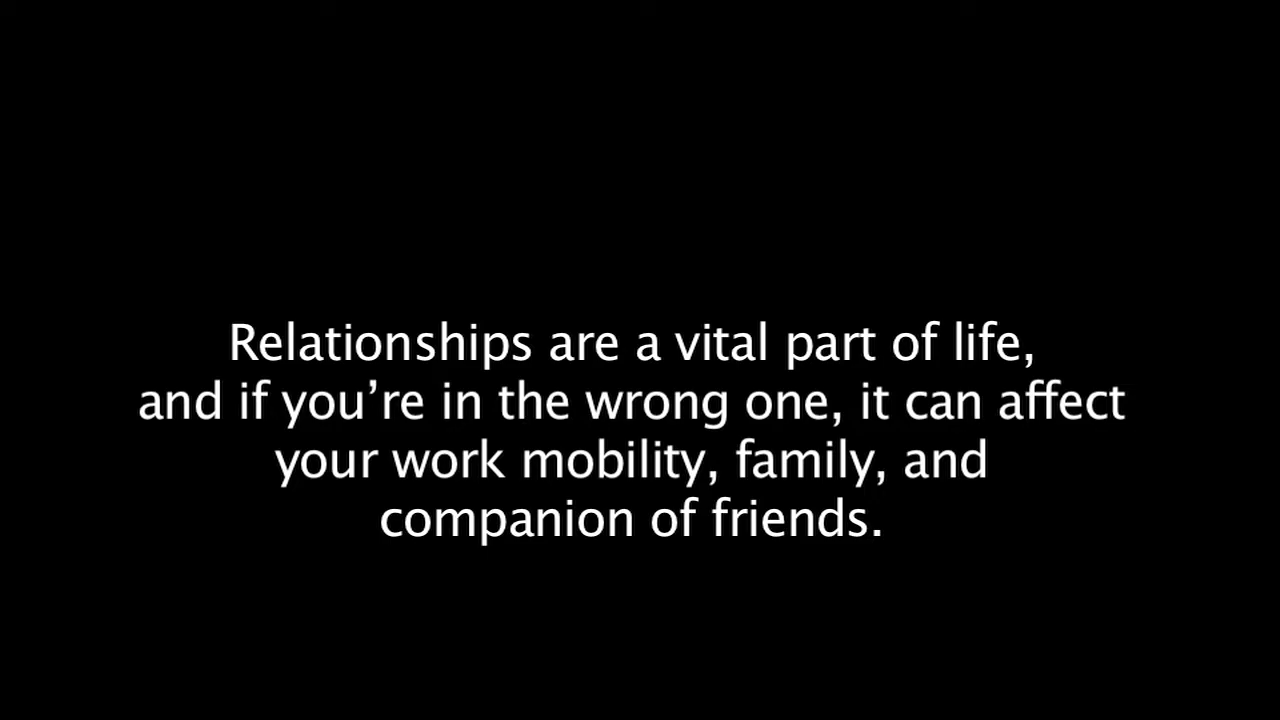 Relationships are a vital part of life,
and if you’re in the wrong one, it can affect
your work mobility, family, and
companion of friends.